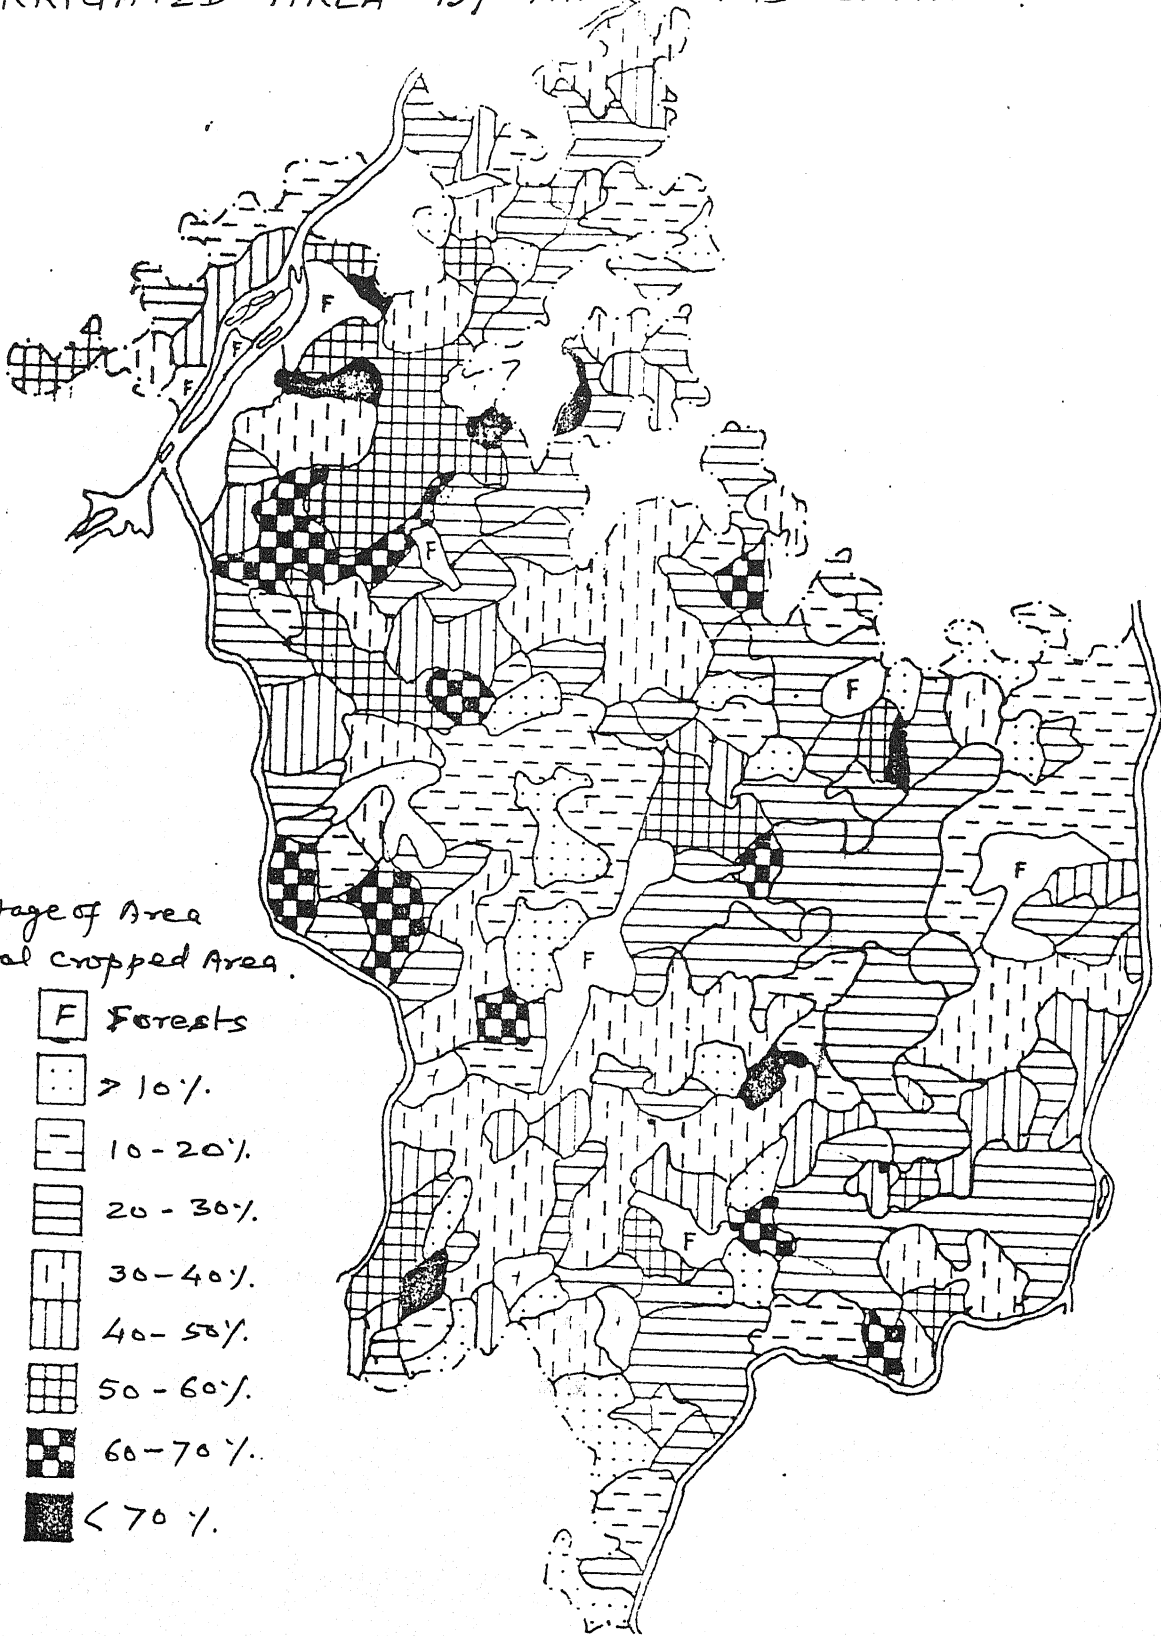 AREA
F
F
F
F
F
F
F
F
tage of Area
al cropped Area.
F Forests
> 10%.
10-20%.
20-30%.
30-40%.
40-50%.
50-60%.
60-70%.
< 70%.